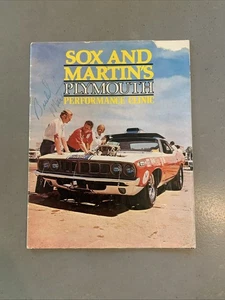 SOX AND
MARTIN'S
PLYMOUTH
PERFORMANCE CLINIC